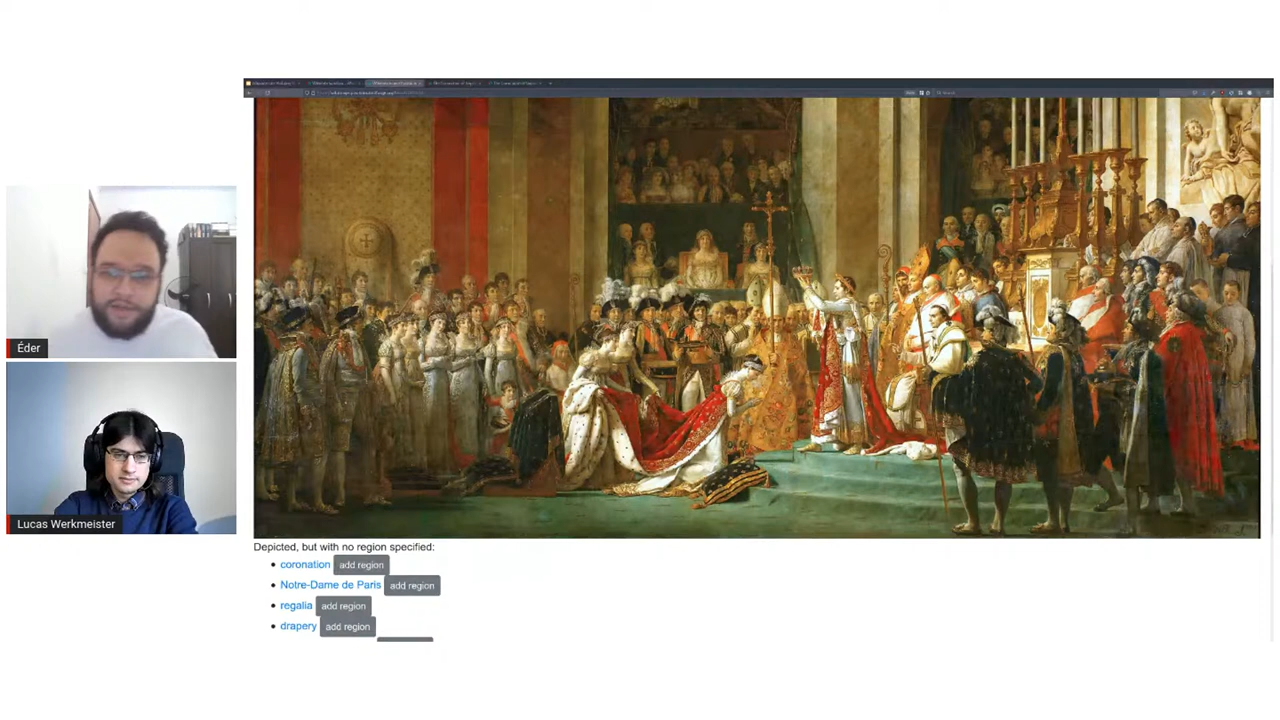 Éder
Lucas Werkmeister
Depicted, but with no region specified:
coronation add region
Notre-Dame de Paris add region
regalia add region
drapery add region